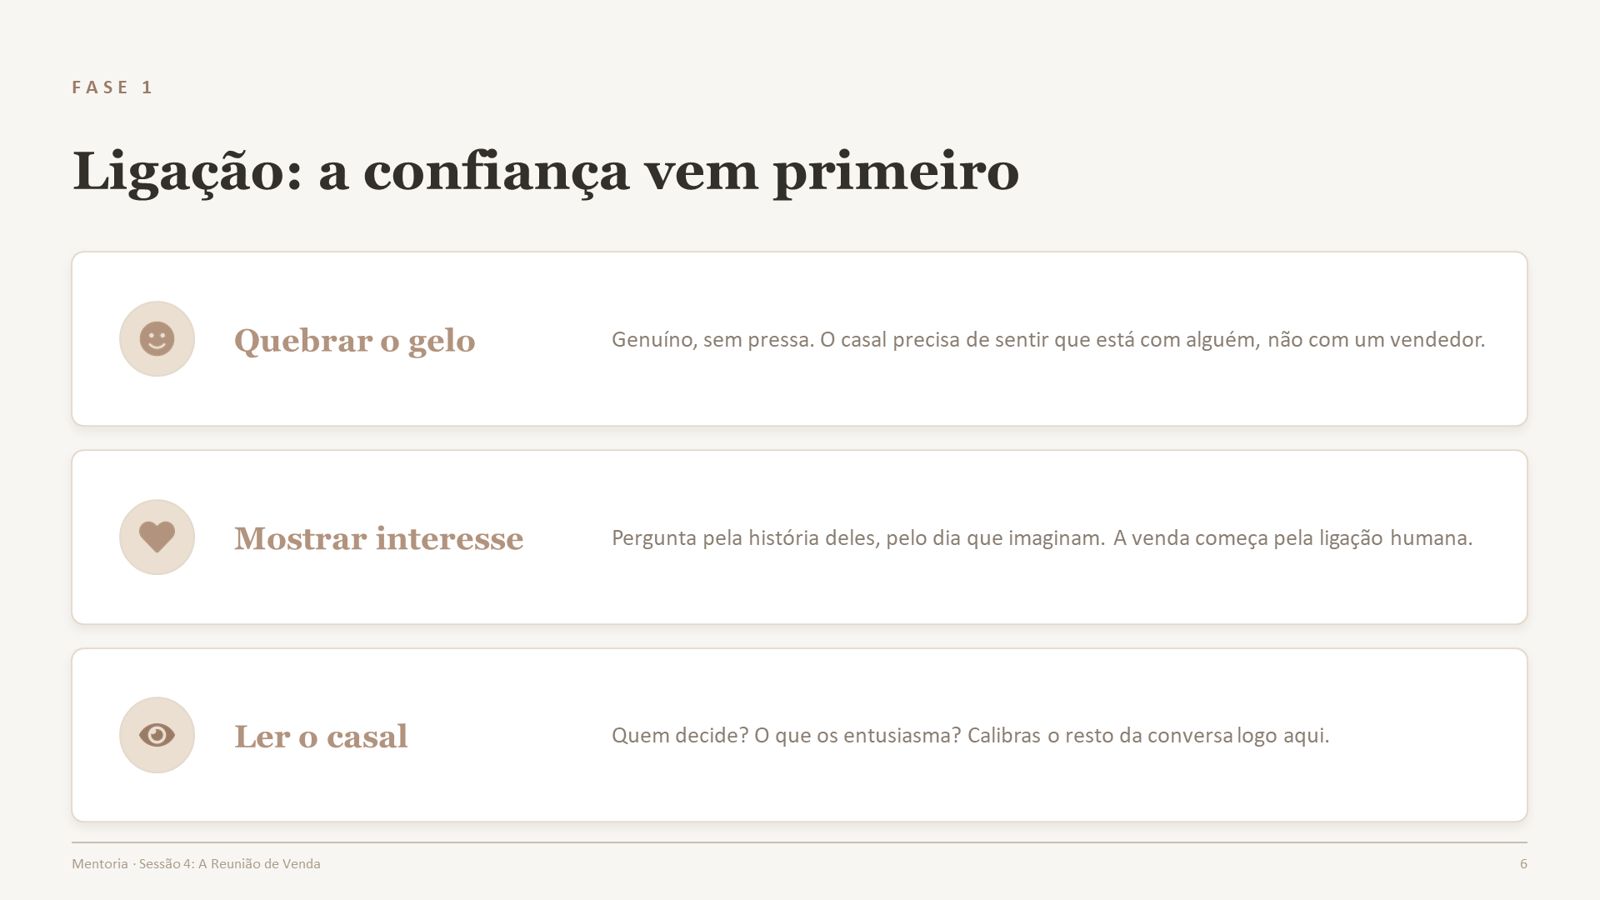 FASE 1
Ligação: a confiança vem primeiro
Quebrar o gelo
Genuíno, sem pressa. O casal precisa de sentir que está com alguém, não com um vendedor.
Mostrar interesse
Pergunta pela história deles, pelo dia que imaginam. A venda começa pela ligação humana.
Ler o casal
Quem decide? O que os entusiasma? Calibras o resto da conversa logo aqui.
Mentoria · Sessão 4: A Reunião de Venda
6